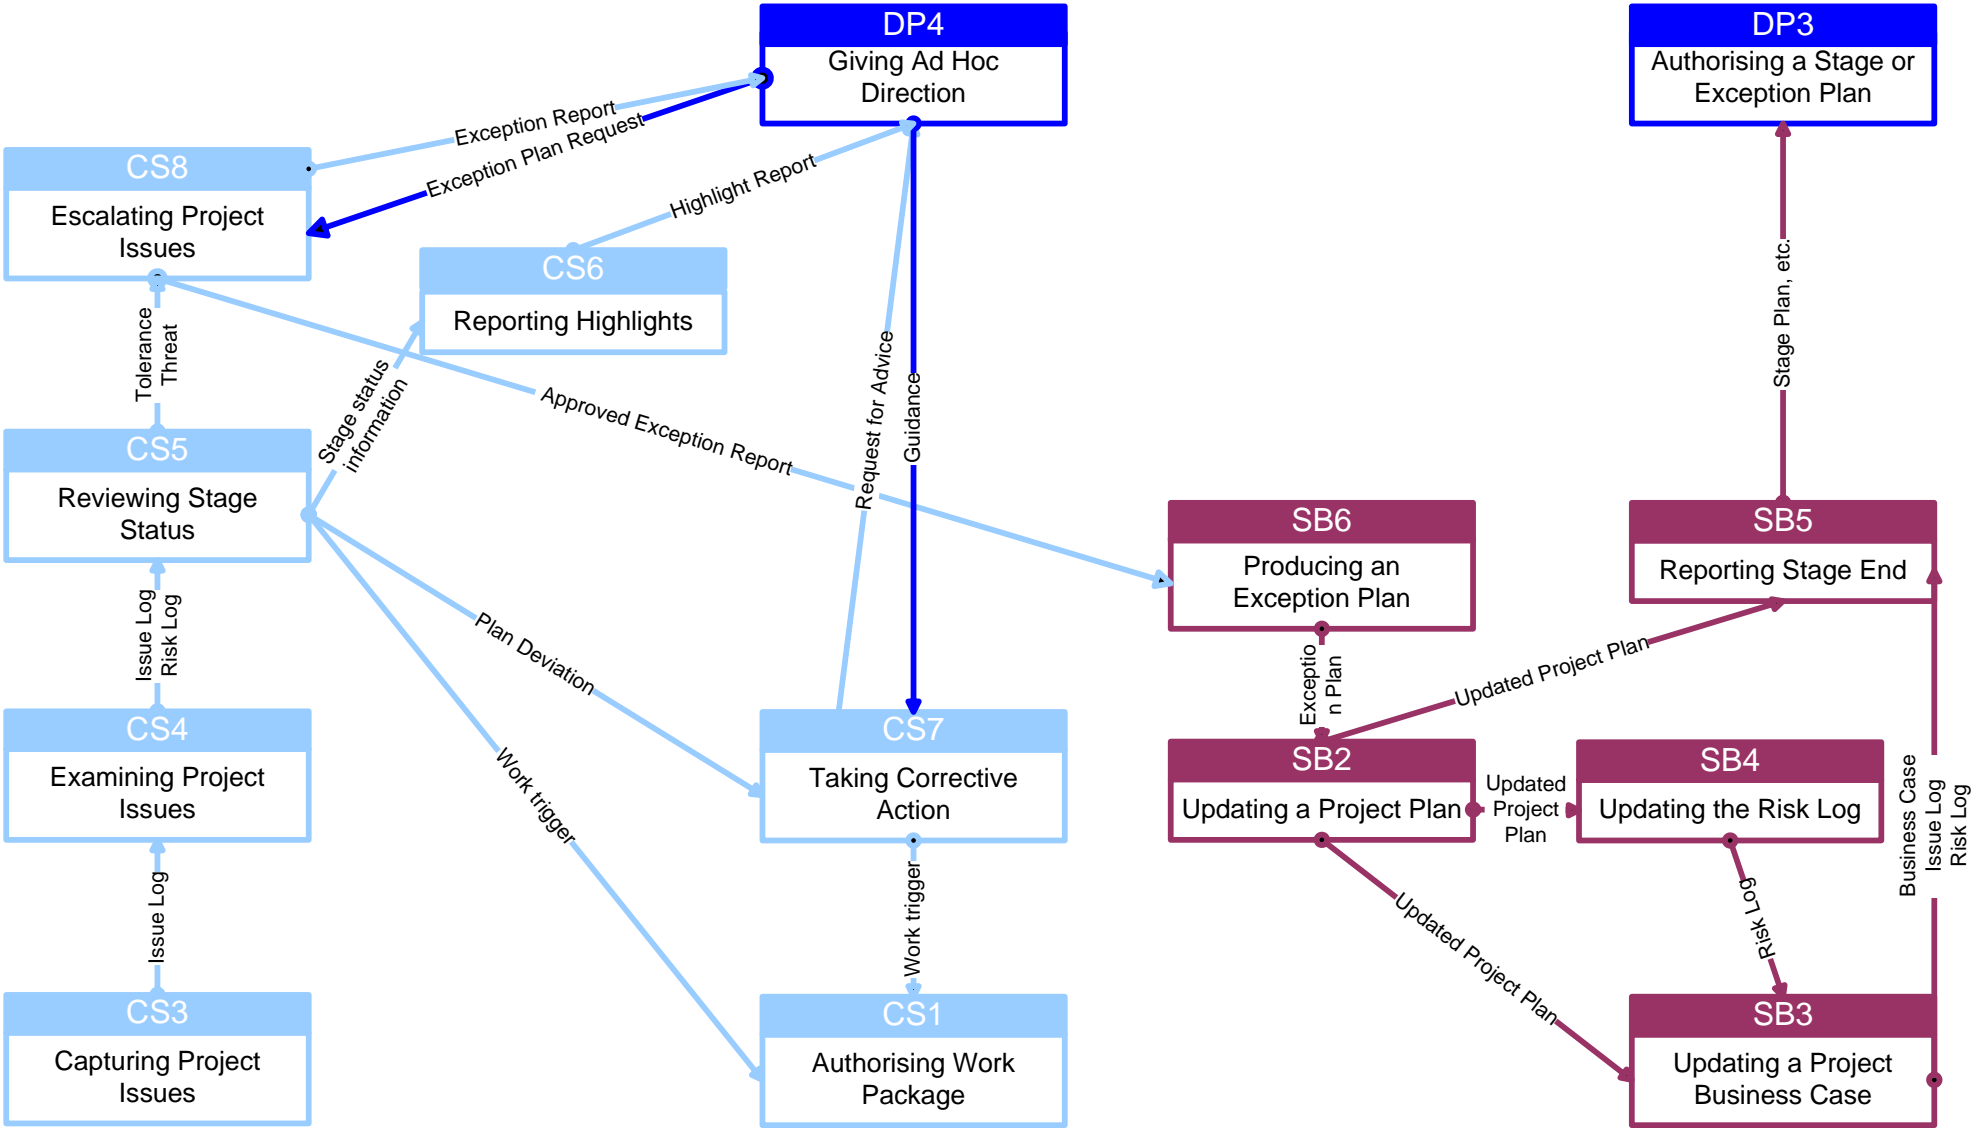 DP4
Giving Ad Hoc
Direction
DP3
Authorising a Stage or
Exception Plan
Exception Report
Exception Plan Request
CS8
Escalating Project
Issues
Highlight Report
CS6
Reporting Highlights
Tolerance
Threat
Stage status
information
Approved Exception Report
Request for Advice
Guidance
Stage Plan, etc.
CS5
Reviewing Stage
Status
SB6
Producing an
Exception Plan
SB5
Reporting Stage End
Issue Log
Risk Log
Plan Deviation
Exceptio
n Plan
Updated Project Plan
CS4
Examining Project
Issues
Work trigger
CS7
Taking Corrective
Action
SB2
Updating a Project Plan
Updated
Project
Plan
SB4
Updating the Risk Log
Business Case
Issue Log
Risk Log
Issue Log
Work trigger
Updated Project Plan
Risk Log
CS3
Capturing Project
Issues
CS1
Authorising Work
Package
SB3
Updating a Project
Business Case